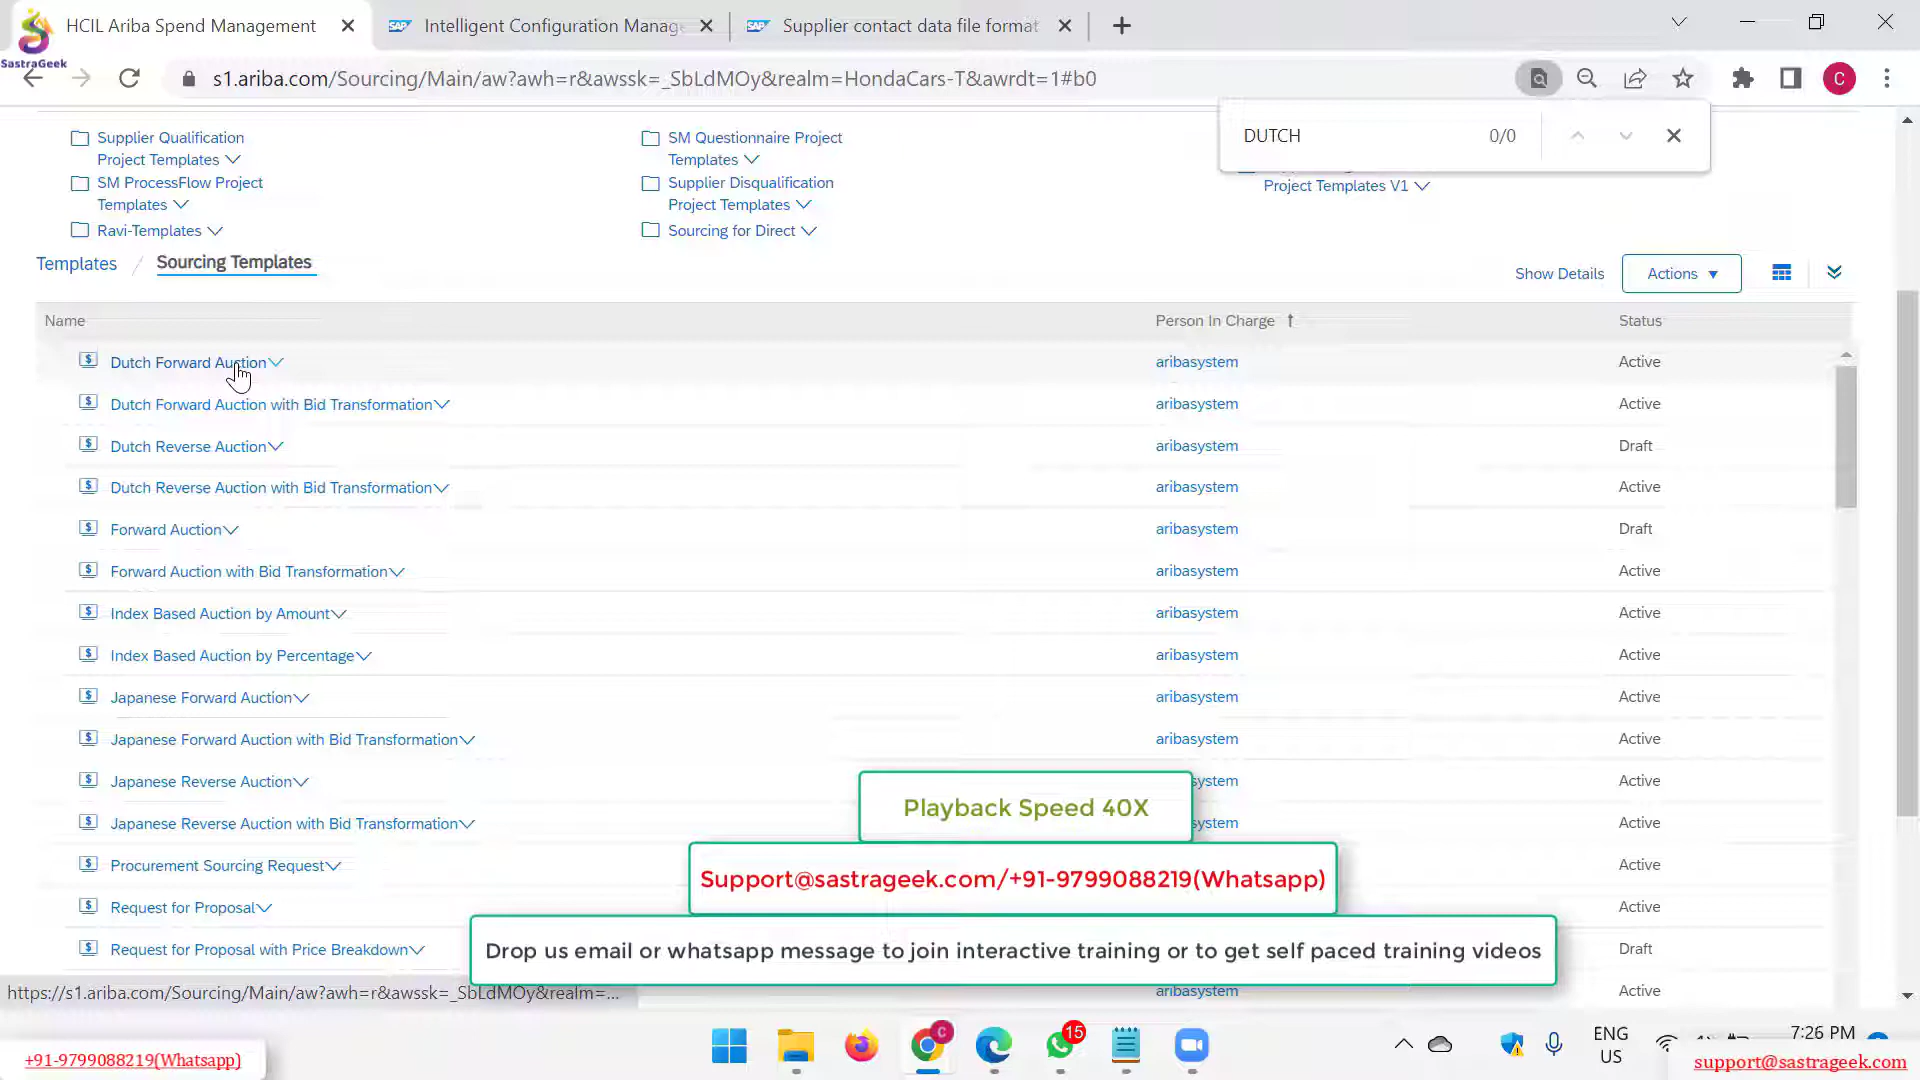 HCIL Ariba Spend Management
Intelligent Configuration Manage
Supplier contact data file format
SastraGeek
s1.ariba.com/Sourcing/Main/aw?awh=r&awssk=_SbLdMOy&realm=HondaCars-T&awrdt=1#b0
C
DUTCH 0/0
Supplier Qualification
Project Templates
SM Questionnaire Project
Templates
Project Templates V1
SM ProcessFlow Project
Templates
Supplier Disqualification
Project Templates
Ravi-Templates
Sourcing for Direct
Templates / Sourcing Templates
Show Details
Actions
Name Person In Charge ↑ Status
Dutch Forward Auction aribasystem Active
Dutch Forward Auction with Bid Transformation aribasystem Active
Dutch Reverse Auction aribasystem Draft
Dutch Reverse Auction with Bid Transformation aribasystem Active
Forward Auction aribasystem Draft
Forward Auction with Bid Transformation aribasystem Active
Index Based Auction by Amount aribasystem Active
Index Based Auction by Percentage aribasystem Active
Japanese Forward Auction aribasystem Active
Japanese Forward Auction with Bid Transformation aribasystem Active
Japanese Reverse Auction system Active
Japanese Reverse Auction with Bid Transformation system Active
Procurement Sourcing Request Active
Request for Proposal Active
Request for Proposal with Price Breakdown Draft
aribasystem Active
Playback Speed 40X
Support@sastrageek.com/+91-9799088219(Whatsapp)
Drop us email or whatsapp message to join interactive training or to get self paced training videos
https://s1.ariba.com/Sourcing/Main/aw?awh=r&awssk=_SbLdMOy&realm=...
+91-9799088219(Whatsapp)
C
15
ENG
US
7:26 PM
support@sastrageek.com